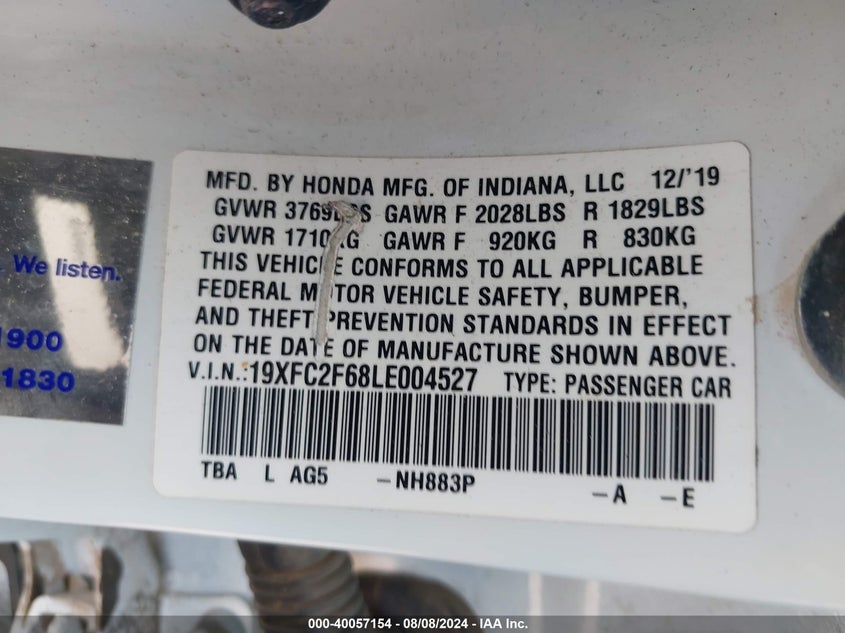 MFD. BY HONDA MFG. OF INDIANA, LLC 12/'19
GVWR 3769LBS GAWR F 2028LBS R 1829LBS
GVWR 1710KG GAWR F 920KG R 830KG
THIS VEHICLE CONFORMS TO ALL APPLICABLE
FEDERAL MOTOR VEHICLE SAFETY, BUMPER,
AND THEFT PREVENTION STANDARDS IN EFFECT
ON THE DATE OF MANUFACTURE SHOWN ABOVE.
V.I.N.:19XFC2F68LE004527 TYPE: PASSENGER CAR
TBA L AG5 -NH883P -A -E
We listen.
1900
1830
000-40057154 - 08/08/2024 - IAA Inc.